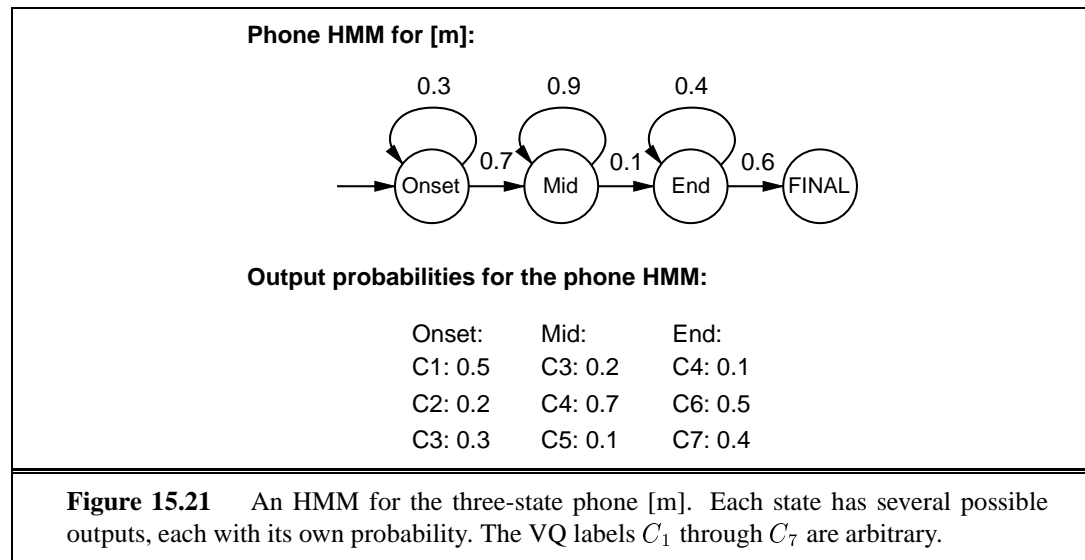 Phone HMM for [m]:
0.3 0.9 0.4
0.7 0.1 0.6
Onset Mid End FINAL
Output probabilities for the phone HMM:
Onset: Mid: End:
C1: 0.5 C3: 0.2 C4: 0.1
C2: 0.2 C4: 0.7 C6: 0.5
C3: 0.3 C5: 0.1 C7: 0.4
Figure 15.21 An HMM for the three-state phone [m]. Each state has several possible
outputs, each with its own probability. The VQ labels C₁ through C₇ are arbitrary.